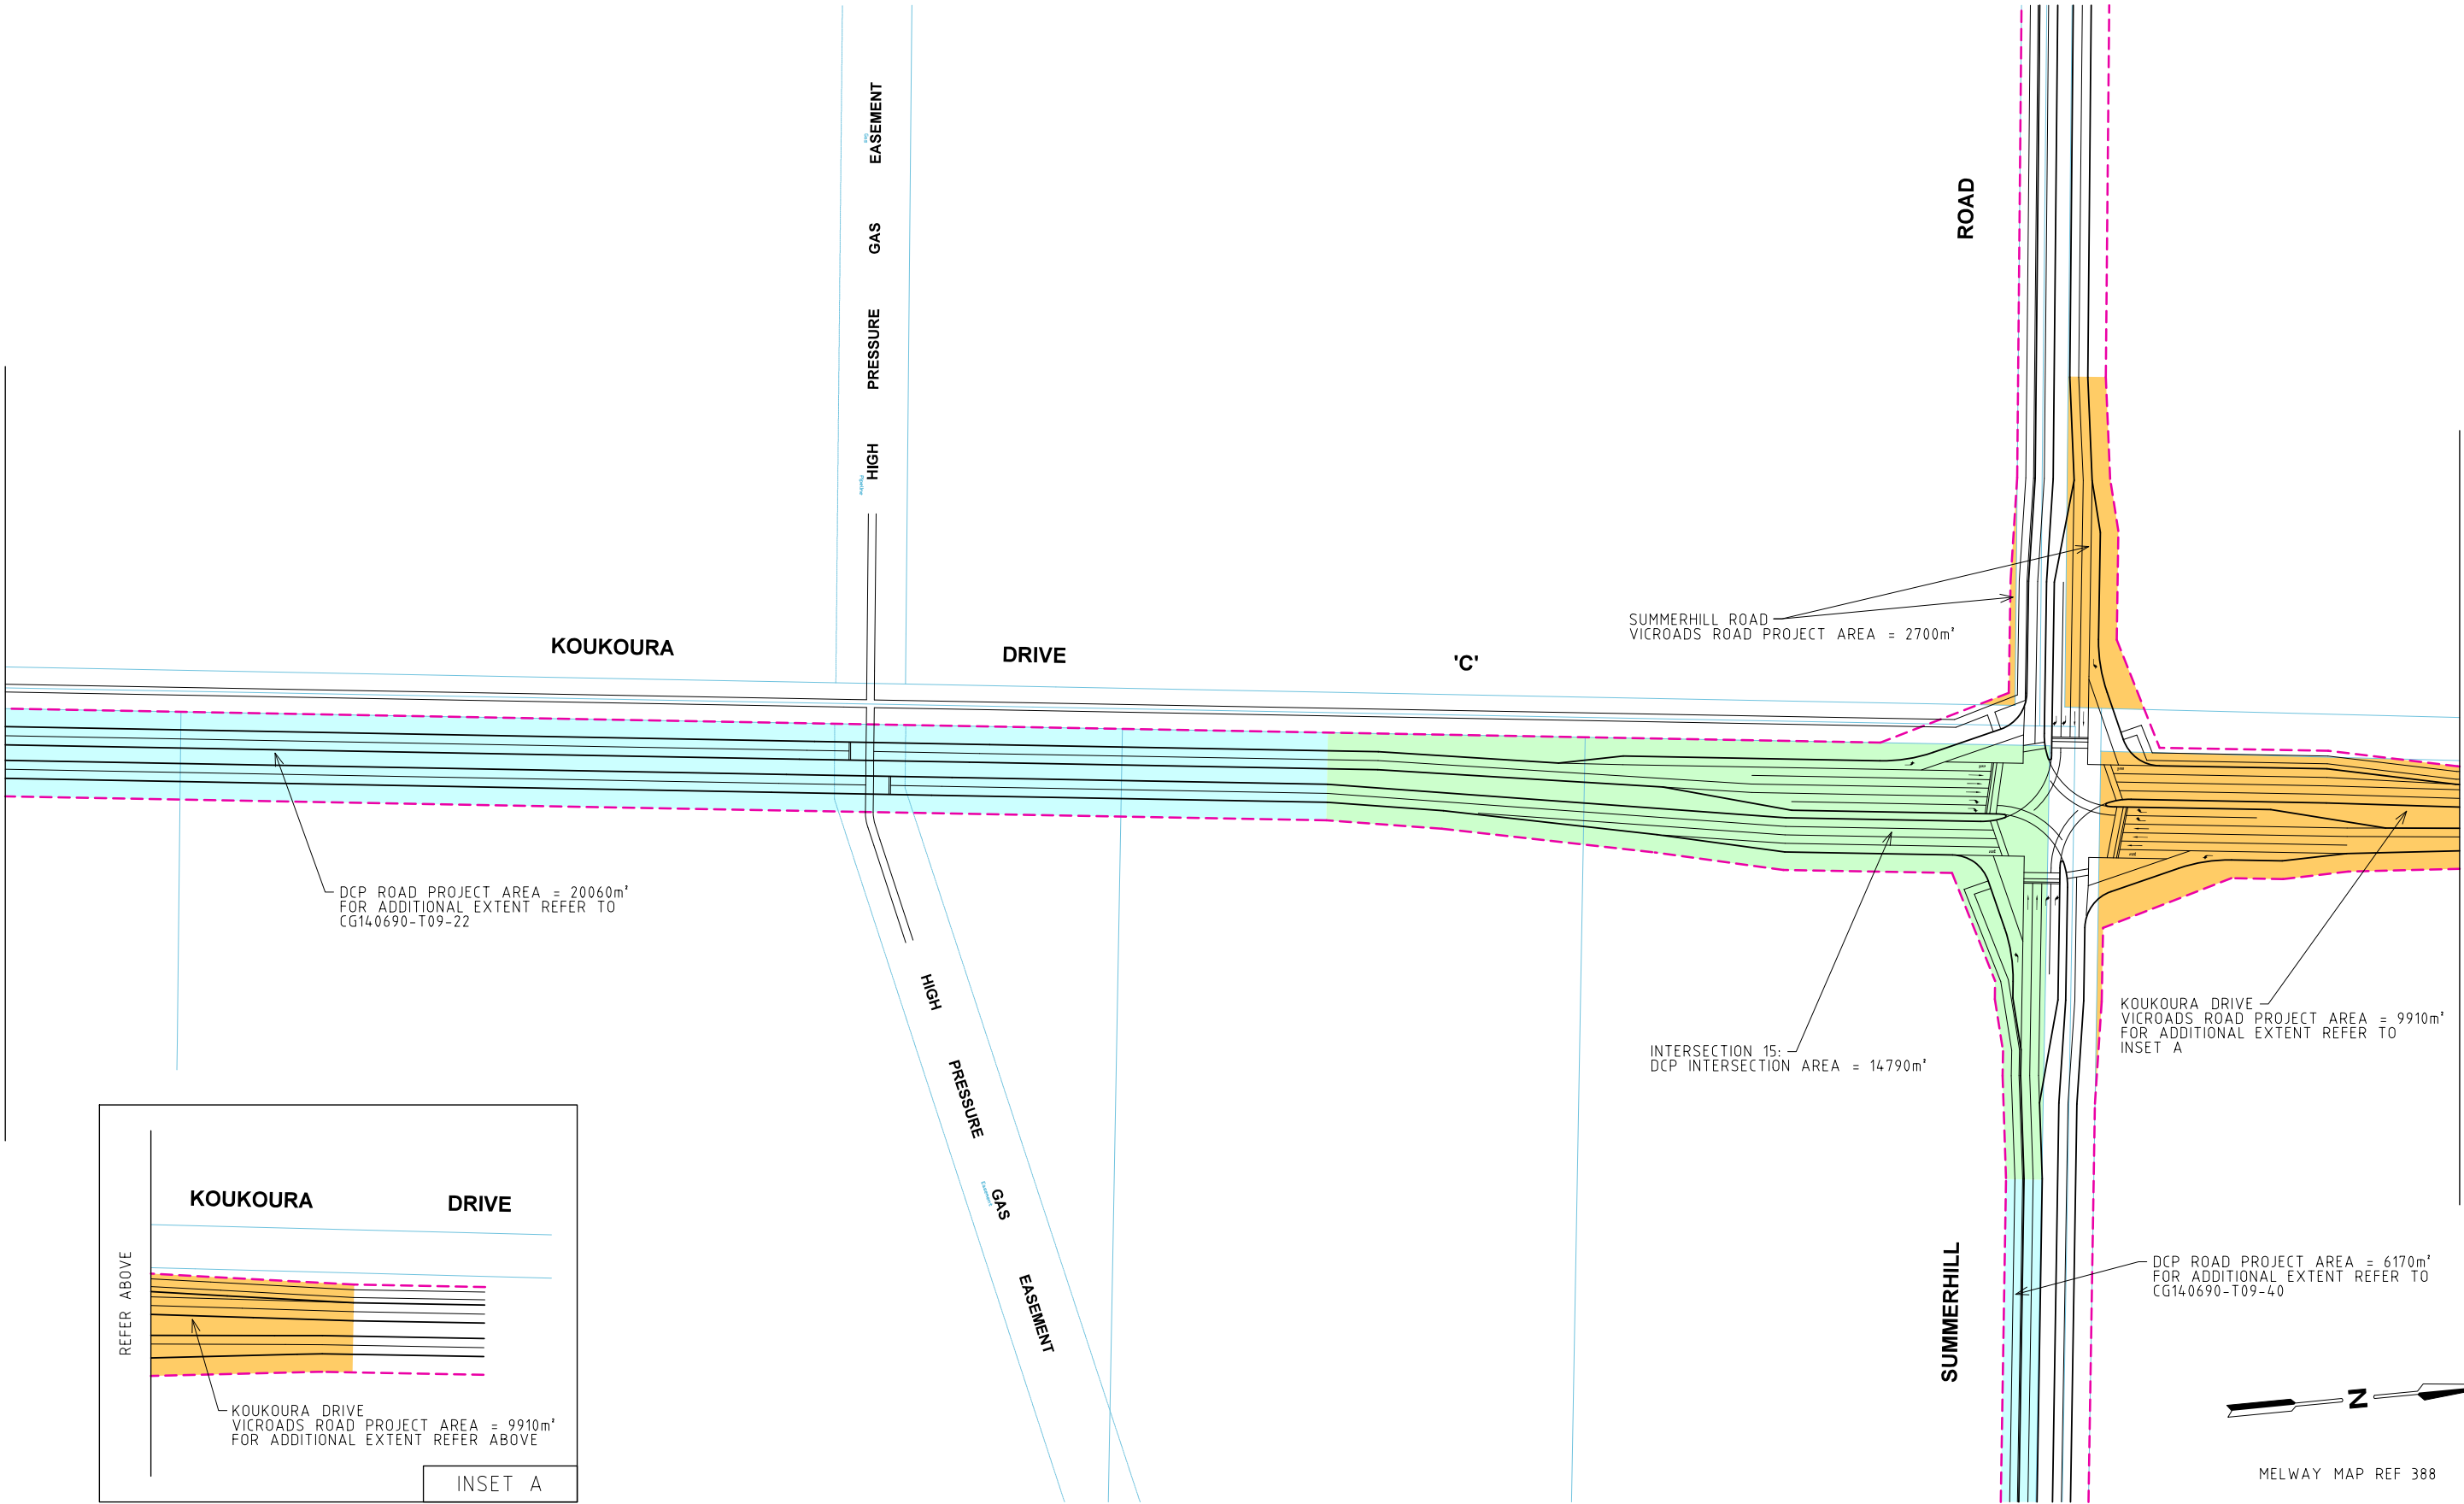 HIGH PRESSURE GAS EASEMENT
Gas
Pipeline
ROAD
KOUKOURA DRIVE 'C'
SUMMERHILL ROAD
VICROADS ROAD PROJECT AREA = 2700m²
DCP ROAD PROJECT AREA = 20060m²
FOR ADDITIONAL EXTENT REFER TO
CG140690-T09-22
HIGH PRESSURE GAS EASEMENT
Easement
INTERSECTION 15:
DCP INTERSECTION AREA = 14790m²
KOUKOURA DRIVE
VICROADS ROAD PROJECT AREA = 9910m²
FOR ADDITIONAL EXTENT REFER TO
INSET A
SUMMERHILL
DCP ROAD PROJECT AREA = 6170m²
FOR ADDITIONAL EXTENT REFER TO
CG140690-T09-40
KOUKOURA DRIVE
REFER ABOVE
KOUKOURA DRIVE
VICROADS ROAD PROJECT AREA = 9910m²
FOR ADDITIONAL EXTENT REFER ABOVE
INSET A
N
MELWAY MAP REF 388